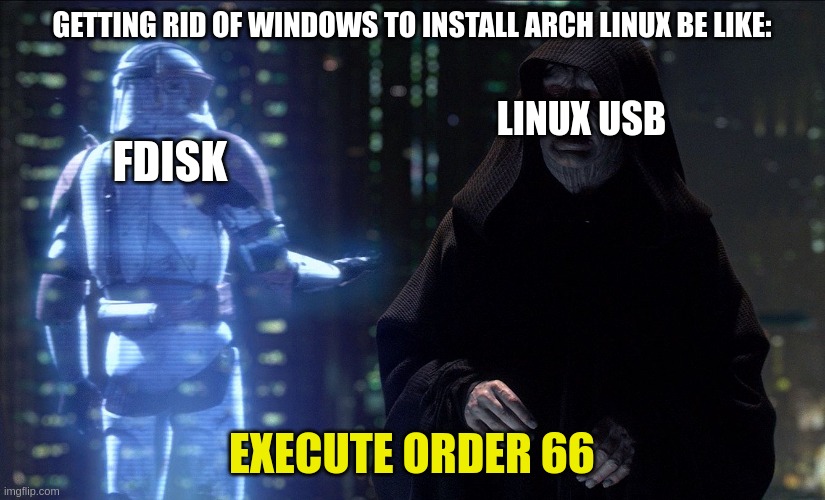 GETTING RID OF WINDOWS TO INSTALL ARCH LINUX BE LIKE:
LINUX USB
FDISK
EXECUTE ORDER 66
imgflip.com